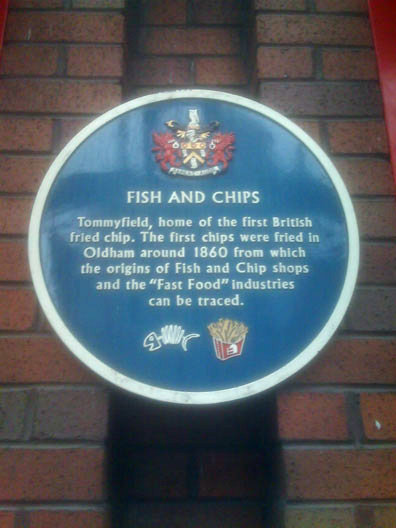 FISH AND CHIPS
Tommyfield, home of the first British
fried chip. The first chips were fried in
Oldham around 1860 from which
the origins of Fish and Chip shops
and the "Fast Food" industries
can be traced.